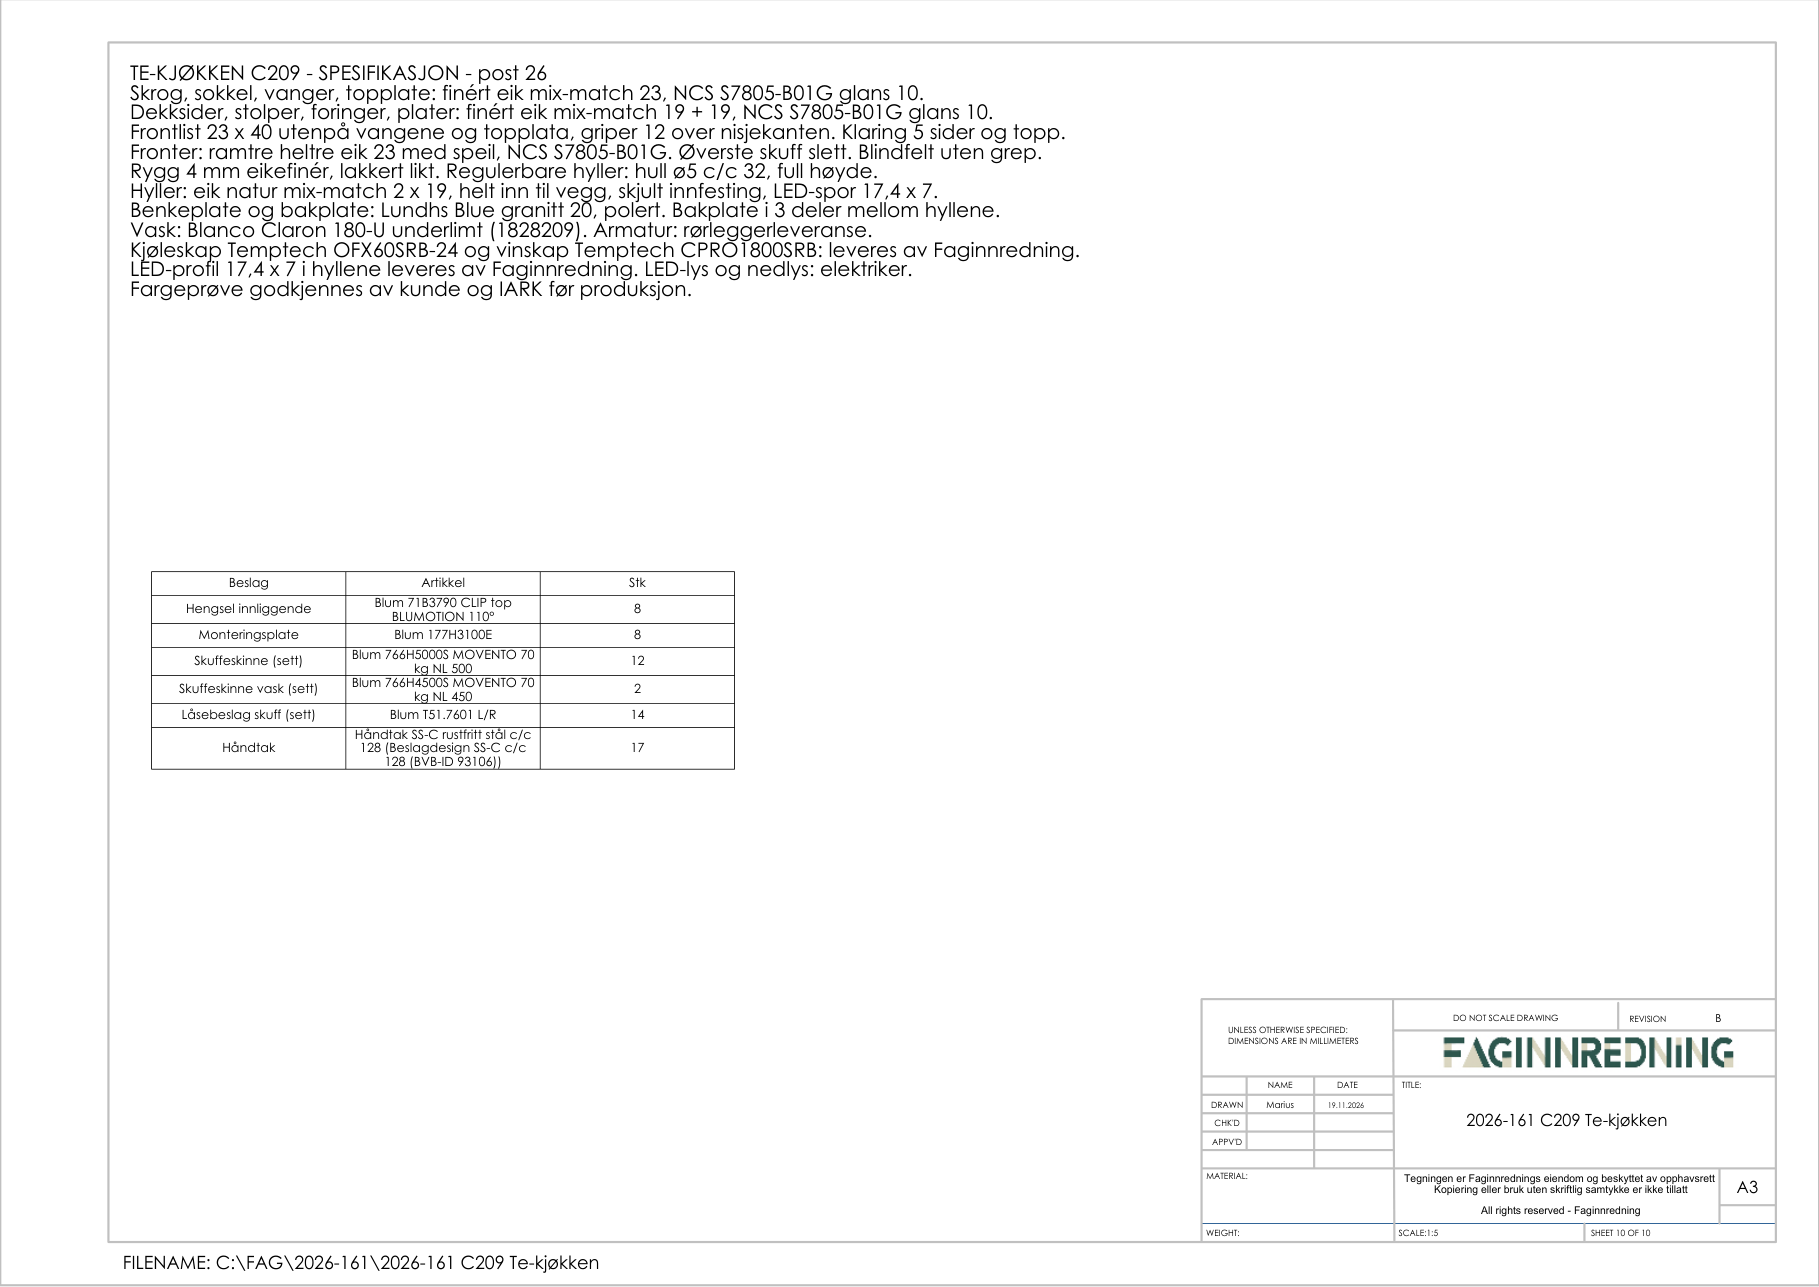 TE-KJØKKEN C209 - SPESIFIKASJON - post 26
Skrog, sokkel, vanger, topplate: finért eik mix-match 23, NCS S7805-B01G glans 10.
Dekksider, stolper, foringer, plater: finért eik mix-match 19 + 19, NCS S7805-B01G glans 10.
Frontlist 23 x 40 utenpå vangene og topplata, griper 12 over nisjekanten. Klaring 5 sider og topp.
Fronter: ramtre heltre eik 23 med speil, NCS S7805-B01G. Øverste skuff slett. Blindfelt uten grep.
Rygg 4 mm eikefinér, lakkert likt. Regulerbare hyller: hull ø5 c/c 32, full høyde.
Hyller: eik natur mix-match 2 x 19, helt inn til vegg, skjult innfesting, LED-spor 17,4 x 7.
Benkeplate og bakplate: Lundhs Blue granitt 20, polert. Bakplate i 3 deler mellom hyllene.
Vask: Blanco Claron 180-U underlimt (1828209). Armatur: rørleggerleveranse.
Kjøleskap Temptech OFX60SRB-24 og vinskap Temptech CPRO1800SRB: leveres av Faginnredning.
LED-profil 17,4 x 7 i hyllene leveres av Faginnredning. LED-lys og nedlys: elektriker.
Fargeprøve godkjennes av kunde og IARK før produksjon.
Beslag Artikkel Stk
Hengsel innliggende Blum 71B3790 CLIP top BLUMOTION 110° 8
Monteringsplate Blum 177H3100E 8
Skuffeskinne (sett) Blum 766H5000S MOVENTO 70 kg NL 500 12
Skuffeskinne vask (sett) Blum 766H4500S MOVENTO 70 kg NL 450 2
Låsebeslag skuff (sett) Blum T51.7601 L/R 14
Håndtak Håndtak SS-C rustfritt stål c/c 128 (Beslagdesign SS-C c/c 128 (BVB-ID 93106)) 17
UNLESS OTHERWISE SPECIFIED:
DIMENSIONS ARE IN MILLIMETERS
DO NOT SCALE DRAWING
REVISION B
FAGINNREDNING
NAME DATE
DRAWN Marius 19.11.2026
CHK'D
APPV'D
TITLE:
2026-161 C209 Te-kjøkken
MATERIAL:
Tegningen er Faginnrednings eiendom og beskyttet av opphavsrett
Kopiering eller bruk uten skriftlig samtykke er ikke tillatt
All rights reserved - Faginnredning
A3
WEIGHT:
SCALE:1:5
SHEET 10 OF 10
FILENAME: C:\FAG\2026-161\2026-161 C209 Te-kjøkken